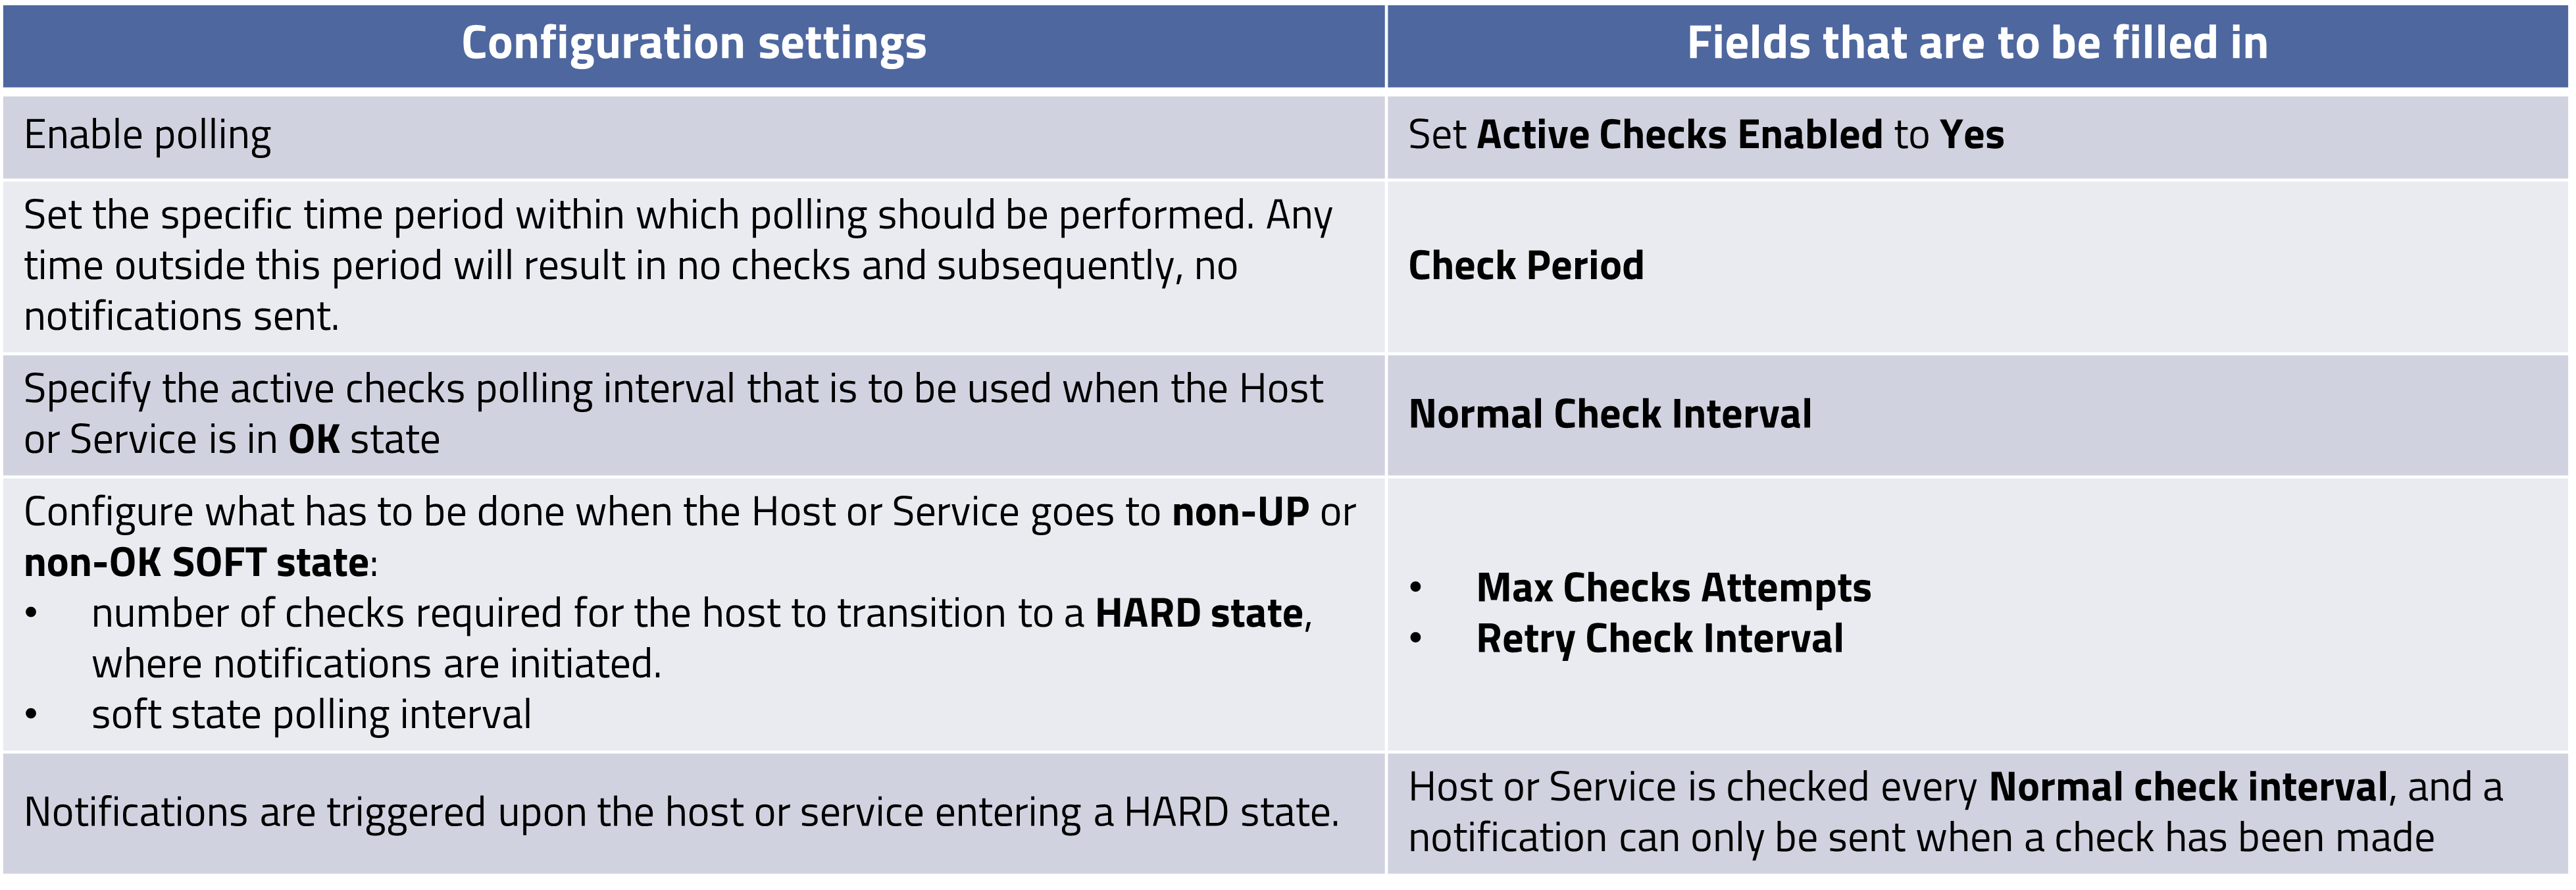 Configuration settings
Fields that are to be filled in
Enable polling
Set Active Checks Enabled to Yes
Set the specific time period within which polling should be performed. Any
time outside this period will result in no checks and subsequently, no
notifications sent.
Check Period
Specify the active checks polling interval that is to be used when the Host
or Service is in OK state
Normal Check Interval
Configure what has to be done when the Host or Service goes to non-UP or
non-OK SOFT state:
• number of checks required for the host to transition to a HARD state,
where notifications are initiated.
• soft state polling interval
• Max Checks Attempts
• Retry Check Interval
Notifications are triggered upon the host or service entering a HARD state.
Host or Service is checked every Normal check interval, and a
notification can only be sent when a check has been made